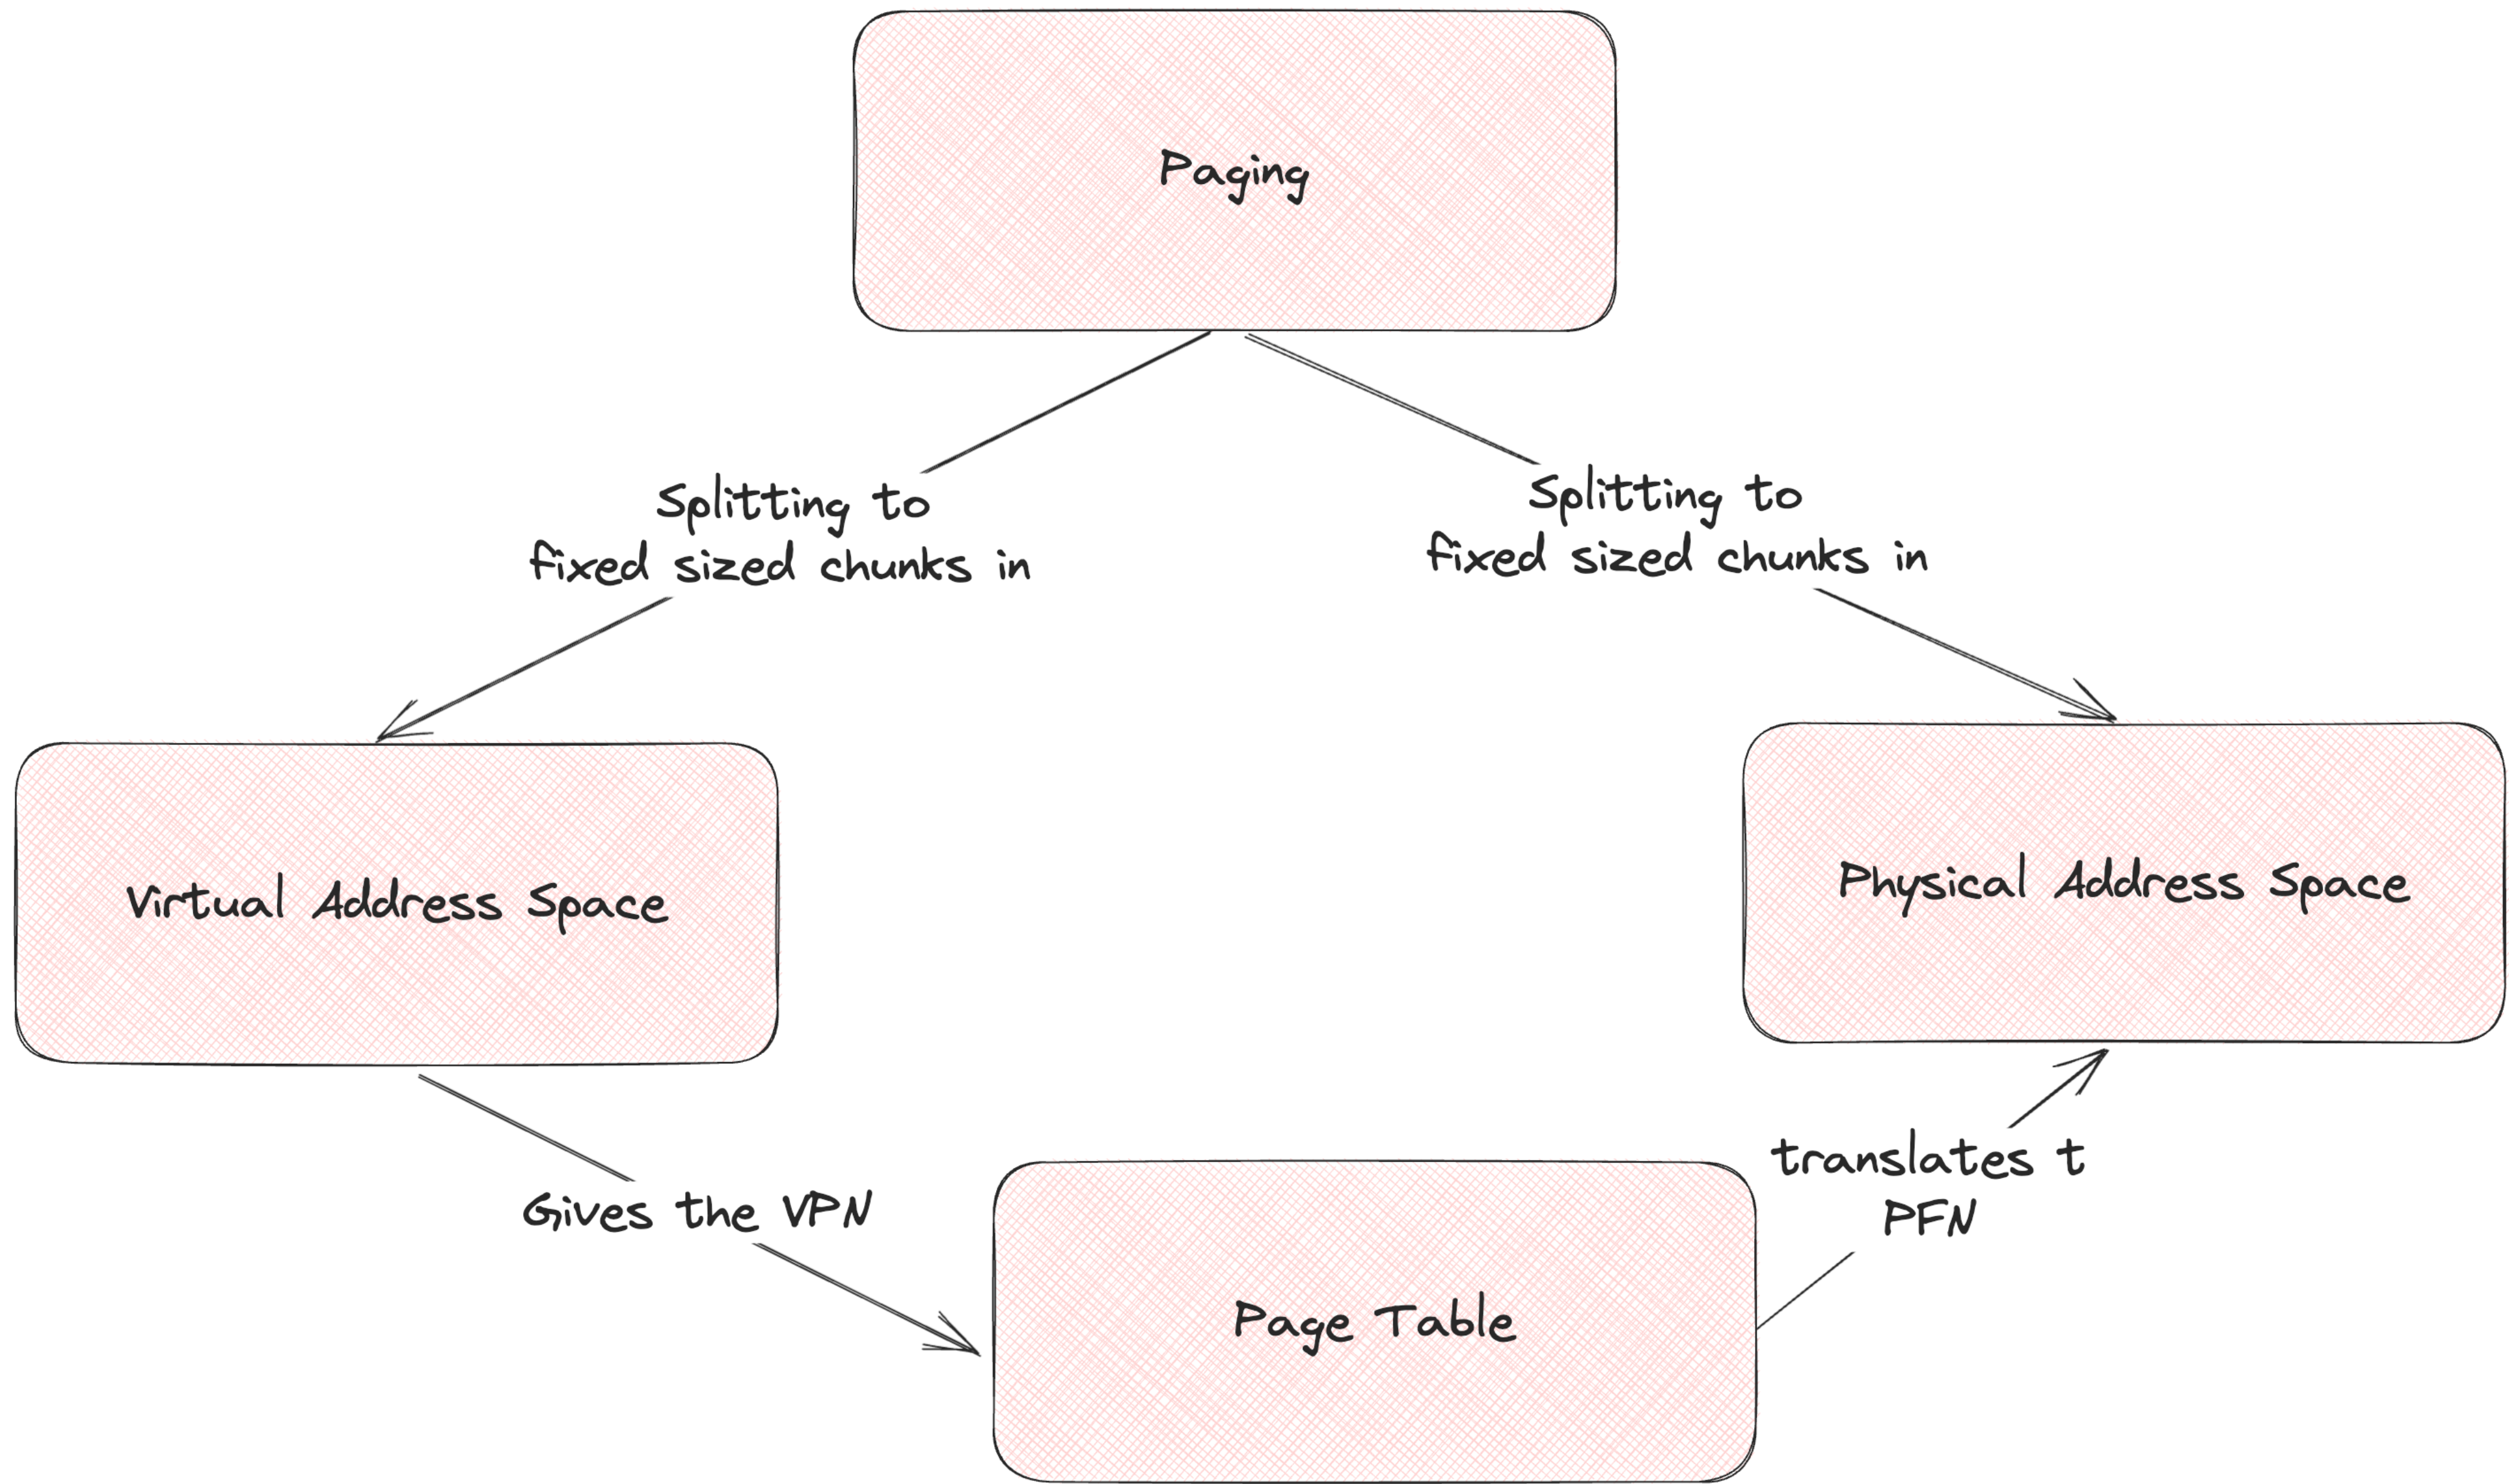 Paging
Splitting to
fixed sized chunks in
Splitting to
fixed sized chunks in
Virtual Address Space
Physical Address Space
Gives the VPN
translates t
PFN
Page Table